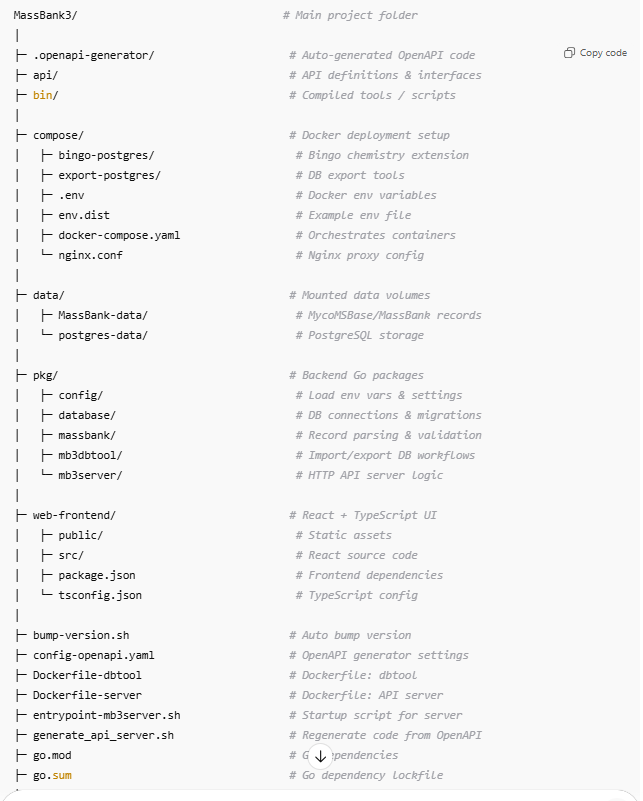 MassBank3/ # Main project folder
│
├─ .openapi-generator/ # Auto-generated OpenAPI code
Copy code
├─ api/ # API definitions & interfaces
├─ bin/ # Compiled tools / scripts
│
├─ compose/ # Docker deployment setup
│ ├─ bingo-postgres/ # Bingo chemistry extension
│ ├─ export-postgres/ # DB export tools
│ ├─ .env # Docker env variables
│ ├─ env.dist # Example env file
│ ├─ docker-compose.yaml # Orchestrates containers
│ └─ nginx.conf # Nginx proxy config
│
├─ data/ # Mounted data volumes
│ ├─ MassBank-data/ # MycoMSBase/MassBank records
│ └─ postgres-data/ # PostgreSQL storage
│
├─ pkg/ # Backend Go packages
│ ├─ config/ # Load env vars & settings
│ ├─ database/ # DB connections & migrations
│ ├─ massbank/ # Record parsing & validation
│ ├─ mb3dbtool/ # Import/export DB workflows
│ └─ mb3server/ # HTTP API server logic
│
├─ web-frontend/ # React + TypeScript UI
│ ├─ public/ # Static assets
│ ├─ src/ # React source code
│ ├─ package.json # Frontend dependencies
│ └─ tsconfig.json # TypeScript config
│
├─ bump-version.sh # Auto bump version
├─ config-openapi.yaml # OpenAPI generator settings
├─ Dockerfile-dbtool # Dockerfile: dbtool
├─ Dockerfile-server # Dockerfile: API server
├─ entrypoint-mb3server.sh # Startup script for server
├─ generate_api_server.sh # Regenerate code from OpenAPI
├─ go.mod #
├─ go.sum # Go dependency lockfile